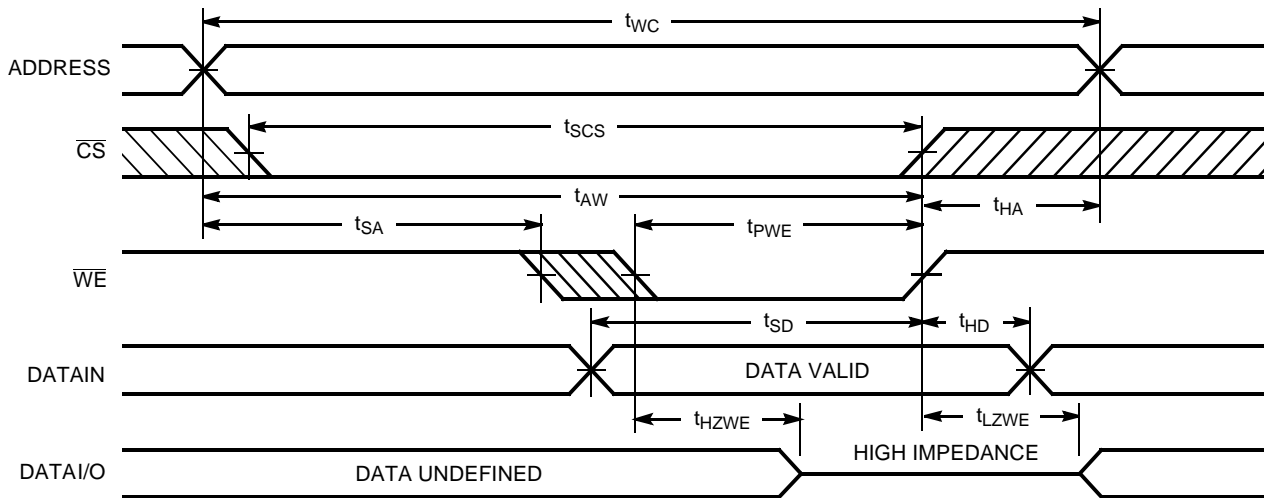 tWC
ADDRESS
tSCS
CS
tAW
tSA
tPWE
tHA
WE
tSD
tHD
DATAIN
DATA VALID
tHZWE
tLZWE
HIGH IMPEDANCE
DATAI/O
DATA UNDEFINED